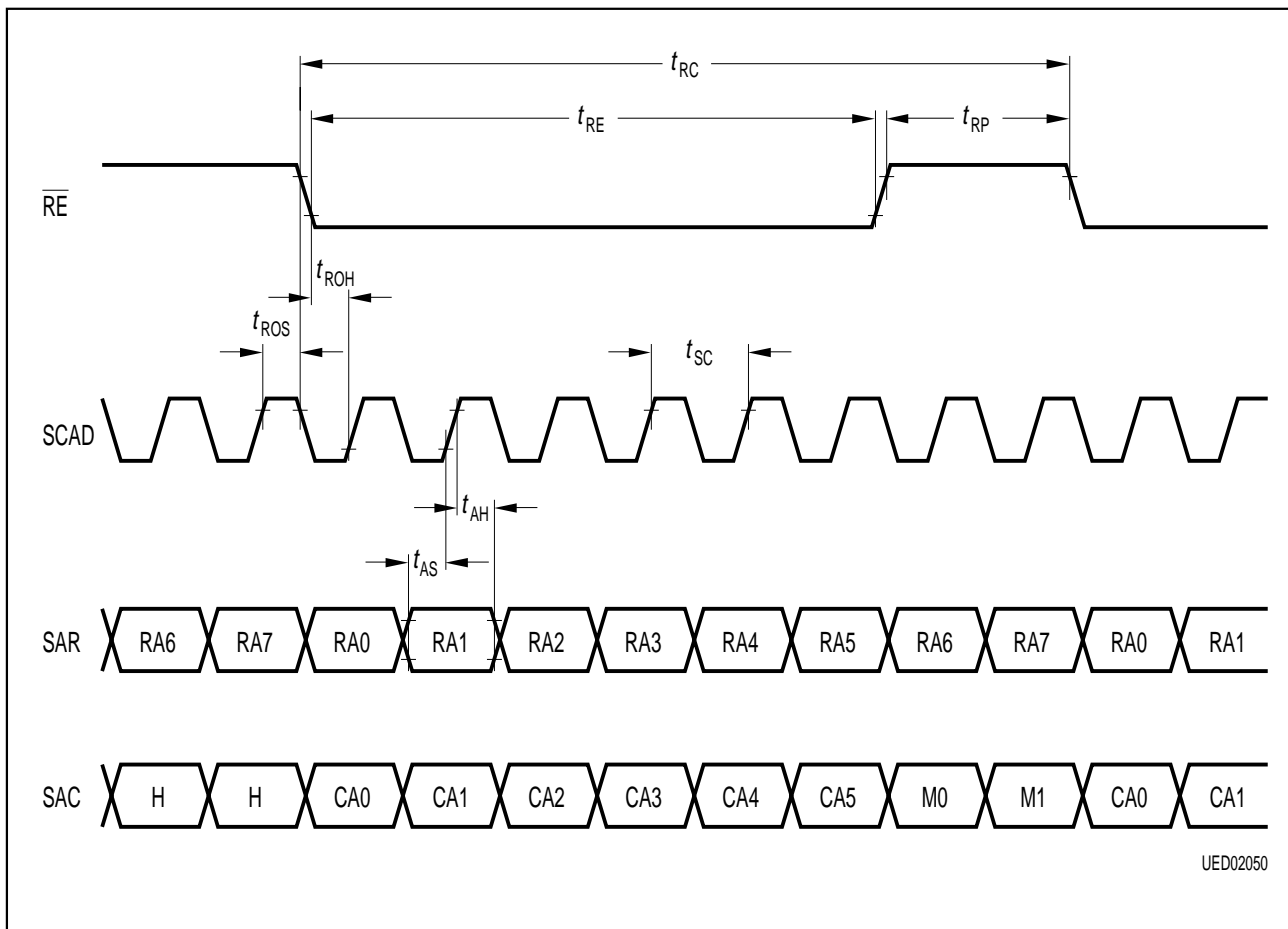 tRC
tRE
tRP
RE
tROH
tROS
tSC
SCAD
tAH
tAS
SAR RA6 RA7 RA0 RA1 RA2 RA3 RA4 RA5 RA6 RA7 RA0 RA1
SAC H H CA0 CA1 CA2 CA3 CA4 CA5 M0 M1 CA0 CA1
UED02050